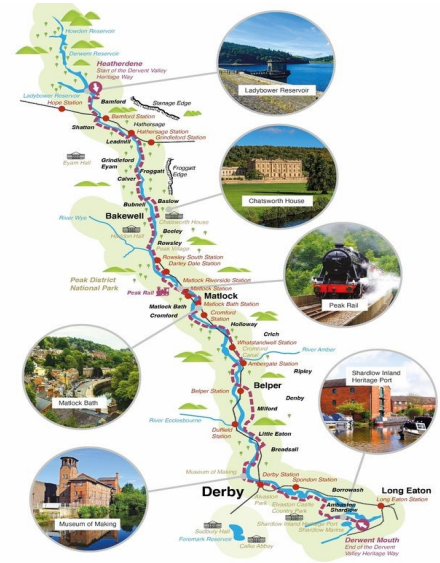 Howden Reservoir
Derwent Reservoir
Heatherdene
Start of the Derwent Valley
Heritage Way
Ladybower Reservoir
Ladybower Reservoir
Hope Station
Bamford
Stanage Edge
Bamford Station
Shatton
Hathersage
Hathersage Station
Leadmill
Grindleford Station
Eyam Hall
Grindleford
Eyam
Froggatt
Froggatt
Edge
Calver
Baslow
Bubnell
Chatsworth House
Chatsworth House
River Wye
Bakewell
Haddon Hall
Beeley
Rowsley
Peak Village
Rowsley South Station
Darley Dale Station
Peak District
National Park
Matlock Riverside Station
Peak Rail
Matlock Station
Matlock
Peak Rail
Matlock Bath
Matlock Bath Station
Cromford
Cromford
Station
Holloway
Crich
Whatstandwell Station
Cromford
Canal
River Amber
Ambergate Station
Ripley
Shardlow Inland
Heritage Port
Matlock Bath
Belper Station
Belper
Denby
Milford
River Ecclesbourne
Duffield
Station
Little Eaton
Breadsall
Museum of Making
Derby Station
Spondon Station
Derby
Borrowash
Long Eaton
Long Eaton Station
Alvaston
Park
Elvaston Castle
Country Park
Ambaston
Shardlow
Museum of Making
Shardlow Inland Heritage Port
Shardlow Marina
Sudbury Hall
Foremark Reservoir
Calke Abbey
Derwent Mouth
End of the Derwent
Valley Heritage Way